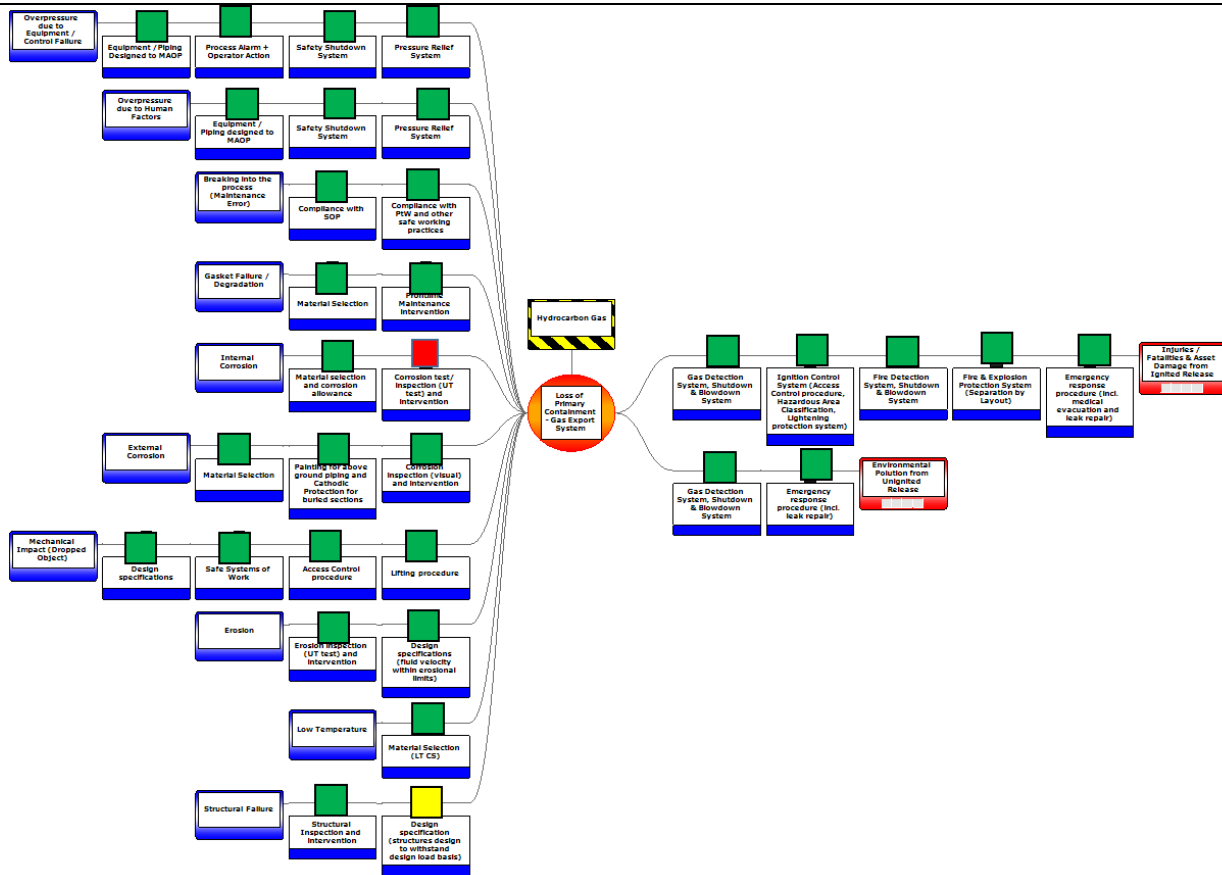 Overpressure
due to
Equipment /
Control Failure
Equipment /Piping
Designed to MAOP
Process Alarm +
Operator Action
Safety Shutdown
System
Pressure Relief
System
Overpressure
due to Human
Factors
Equipment /
Piping designed to
MAOP
Safety Shutdown
System
Pressure Relief
System
Breaking into the
process
(Maintenance
Error)
Compliance with
SOP
Compliance with
PtW and other
safe working
practices
Gasket Failure /
Degradation
Material Selection
Frontline
Maintenance
Intervention
Hydrocarbon Gas
Internal
Corrosion
Material selection
and corrosion
allowance
Corrosion test/
Inspection (UT
test) and
Intervention
Loss of
Primary
Containment
- Gas Export
System
Gas Detection
System, Shutdown
& Blowdown
System
Ignition Control
System (Access
Control procedure,
Hazardous Area
Classification,
Lightening
protection system)
Fire Detection
System, Shutdown
& Blowdown
System
Fire & Explosion
Protection System
(Separation by
Layout)
Emergency
response
procedure (incl.
medical
evacuation and
leak repair)
Injuries /
Fatalities & Asset
Damage from
Ignited Release
External
Corrosion
Material Selection
Painting for above
ground piping and
Cathodic
Protection for
buried sections
Corrosion
Inspection (visual)
and Intervention
Gas Detection
System, Shutdown
& Blowdown
System
Emergency
response
procedure (incl.
leak repair)
Environmental
Polution from
Unignited
Release
Mechanical
Impact (Dropped
Object)
Design
specifications
Safe Systems of
Work
Access Control
procedure
Lifting procedure
Erosion
Erosion Inspection
(UT test) and
Intervention
Design
specifications
(fluid velocity
within erosional
limits)
Low Temperature
Material Selection
(LT CS)
Structural Failure
Structural
Inspection and
Intervention
Design
specification
(structures design
to withstand
design load basis)